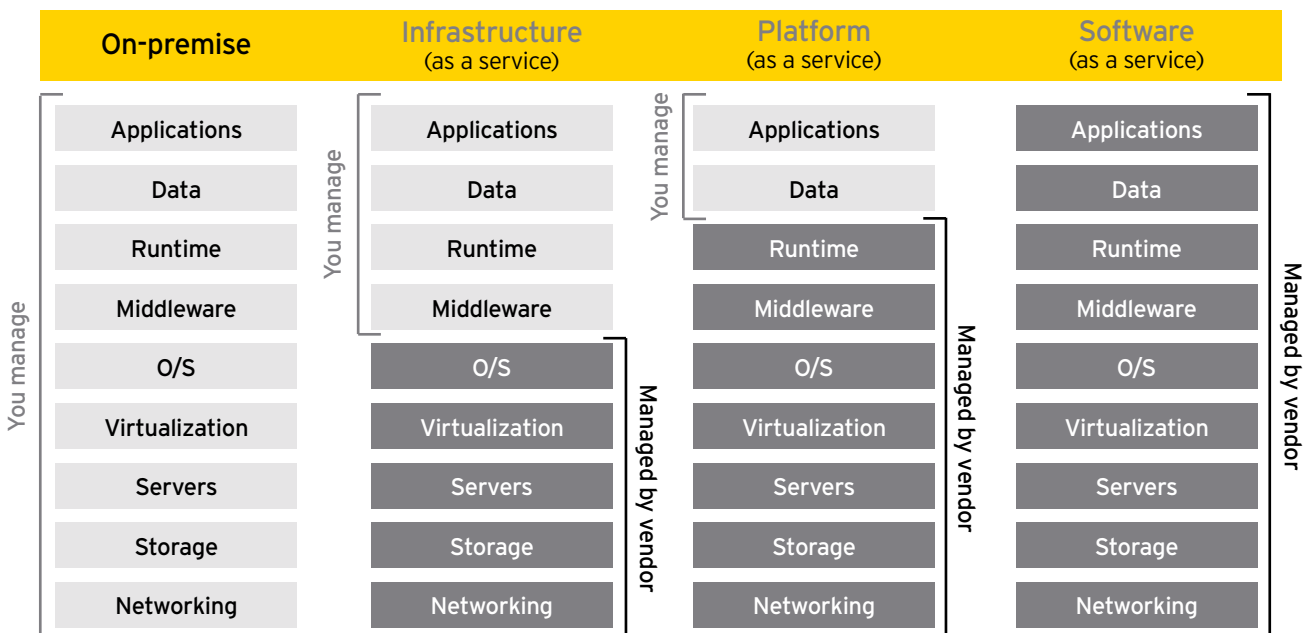 On-premise
Infrastructure
(as a service)
Platform
(as a service)
Software
(as a service)
You manage
Applications
Data
Runtime
Middleware
O/S
Virtualization
Servers
Storage
Networking
You manage
Applications
Data
Runtime
Middleware
O/S
Virtualization
Servers
Storage
Networking
Managed by vendor
You manage
Applications
Data
Runtime
Middleware
O/S
Virtualization
Servers
Storage
Networking
Managed by vendor
Applications
Data
Runtime
Middleware
O/S
Virtualization
Servers
Storage
Networking
Managed by vendor